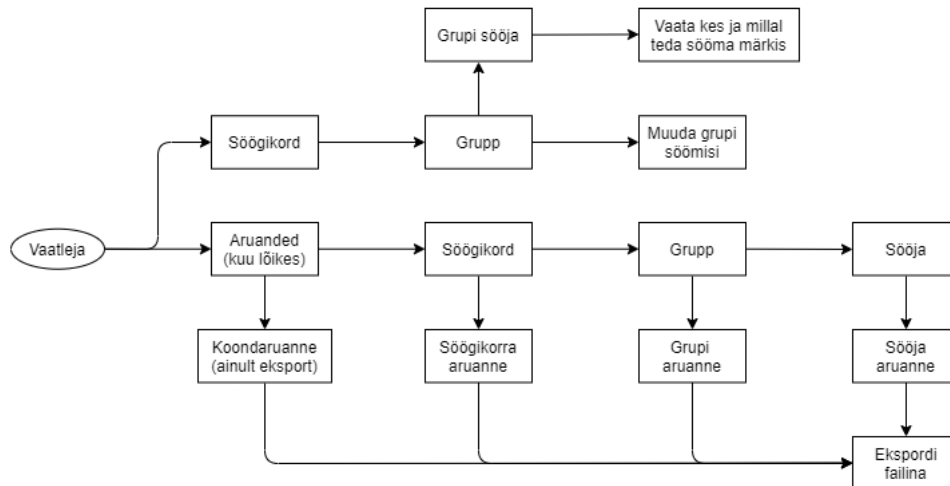 Grupi sööja
Vaata kes ja millal
teda sööma märkis
Söögikord
Grupp
Muuda grupi
söömisi
Vaatleja
Aruanded
(kuu lõikes)
Söögikord
Grupp
Sööja
Koondaruanne
(ainult eksport)
Söögikorra
aruanne
Grupi
aruanne
Sööja
aruanne
Ekspordi
failina